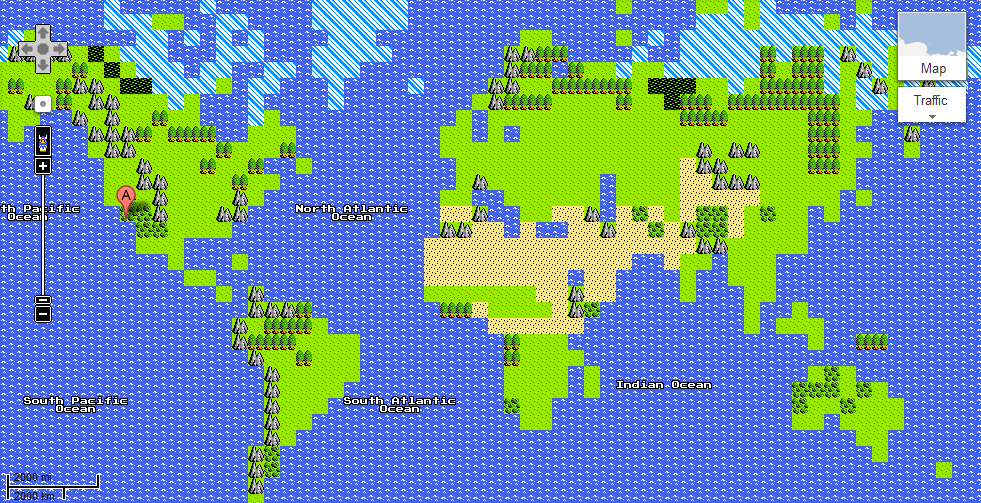 Map
Traffic
A
th Pacific
Ocean
North Atlantic
Ocean
Indian Ocean
South Pacific
Ocean
South Atlantic
Ocean
2000 mi
2000 km